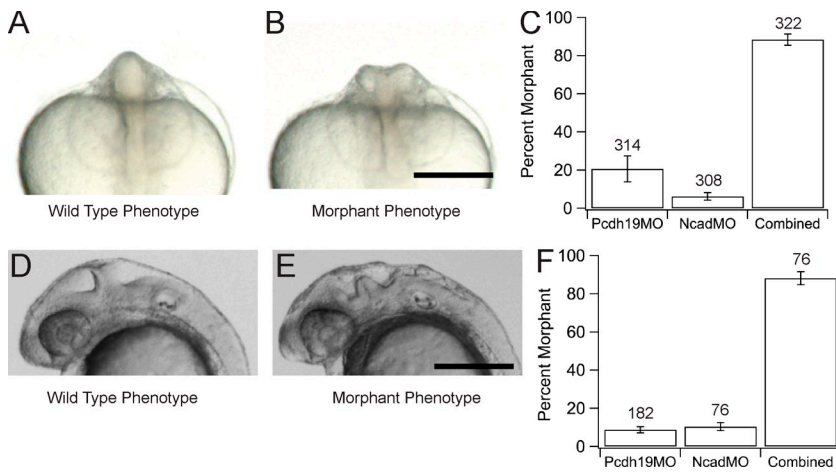 A
Wild Type Phenotype
B
Morphant Phenotype
C
Percent Morphant
100
80
60
40
20
0
314
308
322
Pcdh19MO NcadMO Combined
D
Wild Type Phenotype
E
Morphant Phenotype
F
Percent Morphant
100
80
60
40
20
0
182
76
76
Pcdh19MO NcadMO Combined